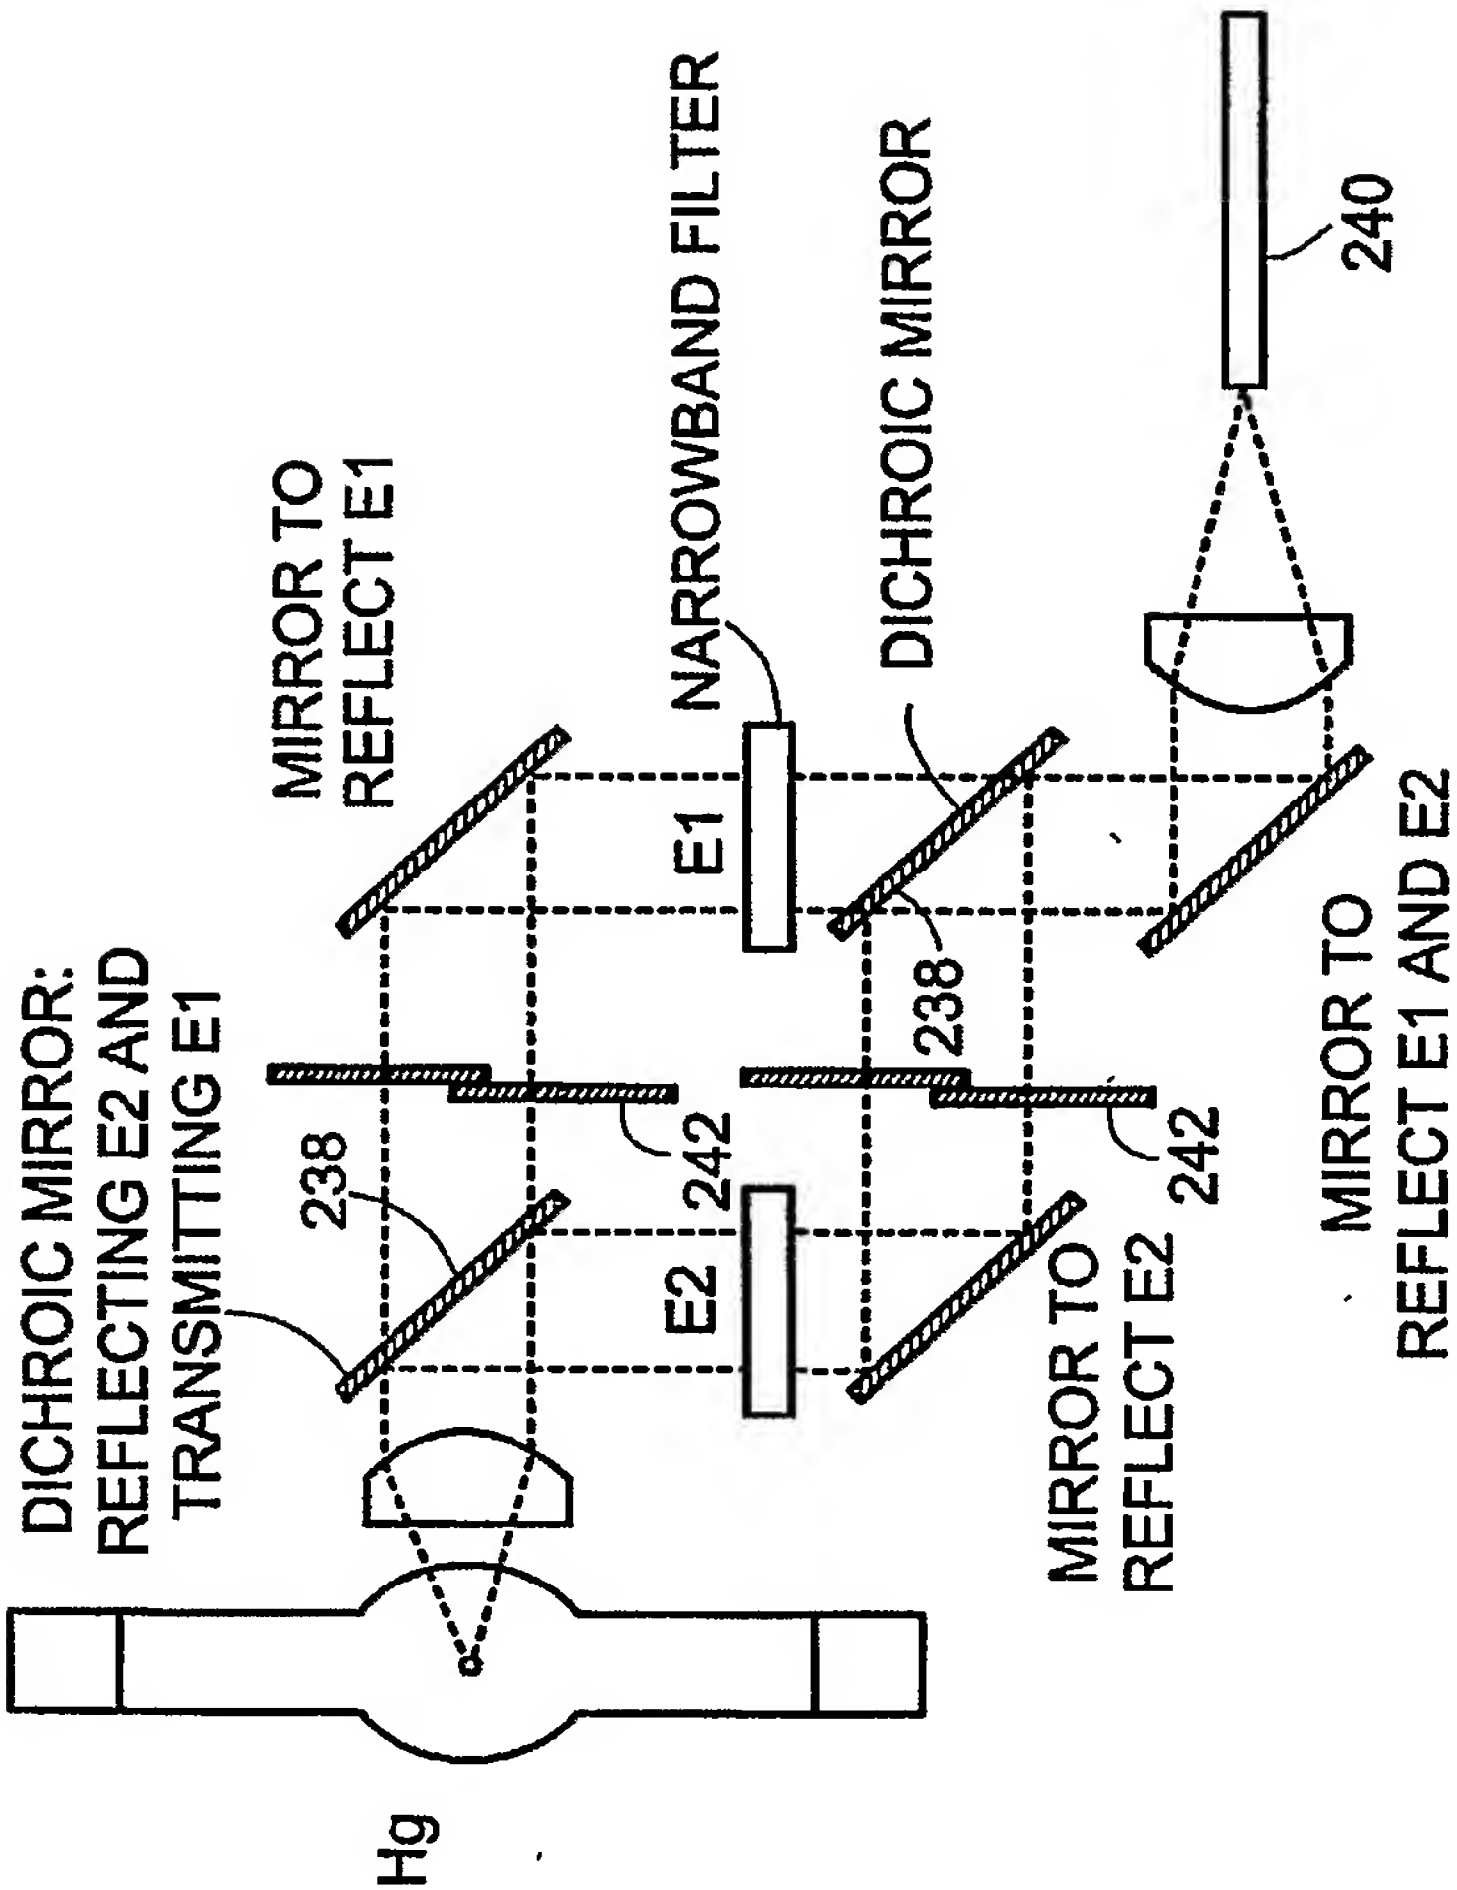 Hg
DICHROIC MIRROR:
REFLECTING E2 AND
TRANSMITTING E1
238
242
MIRROR TO
REFLECT E1
E2
E1
NARROWBAND FILTER
DICHROIC MIRROR
238
242
MIRROR TO
REFLECT E2
MIRROR TO
REFLECT E1 AND E2
240